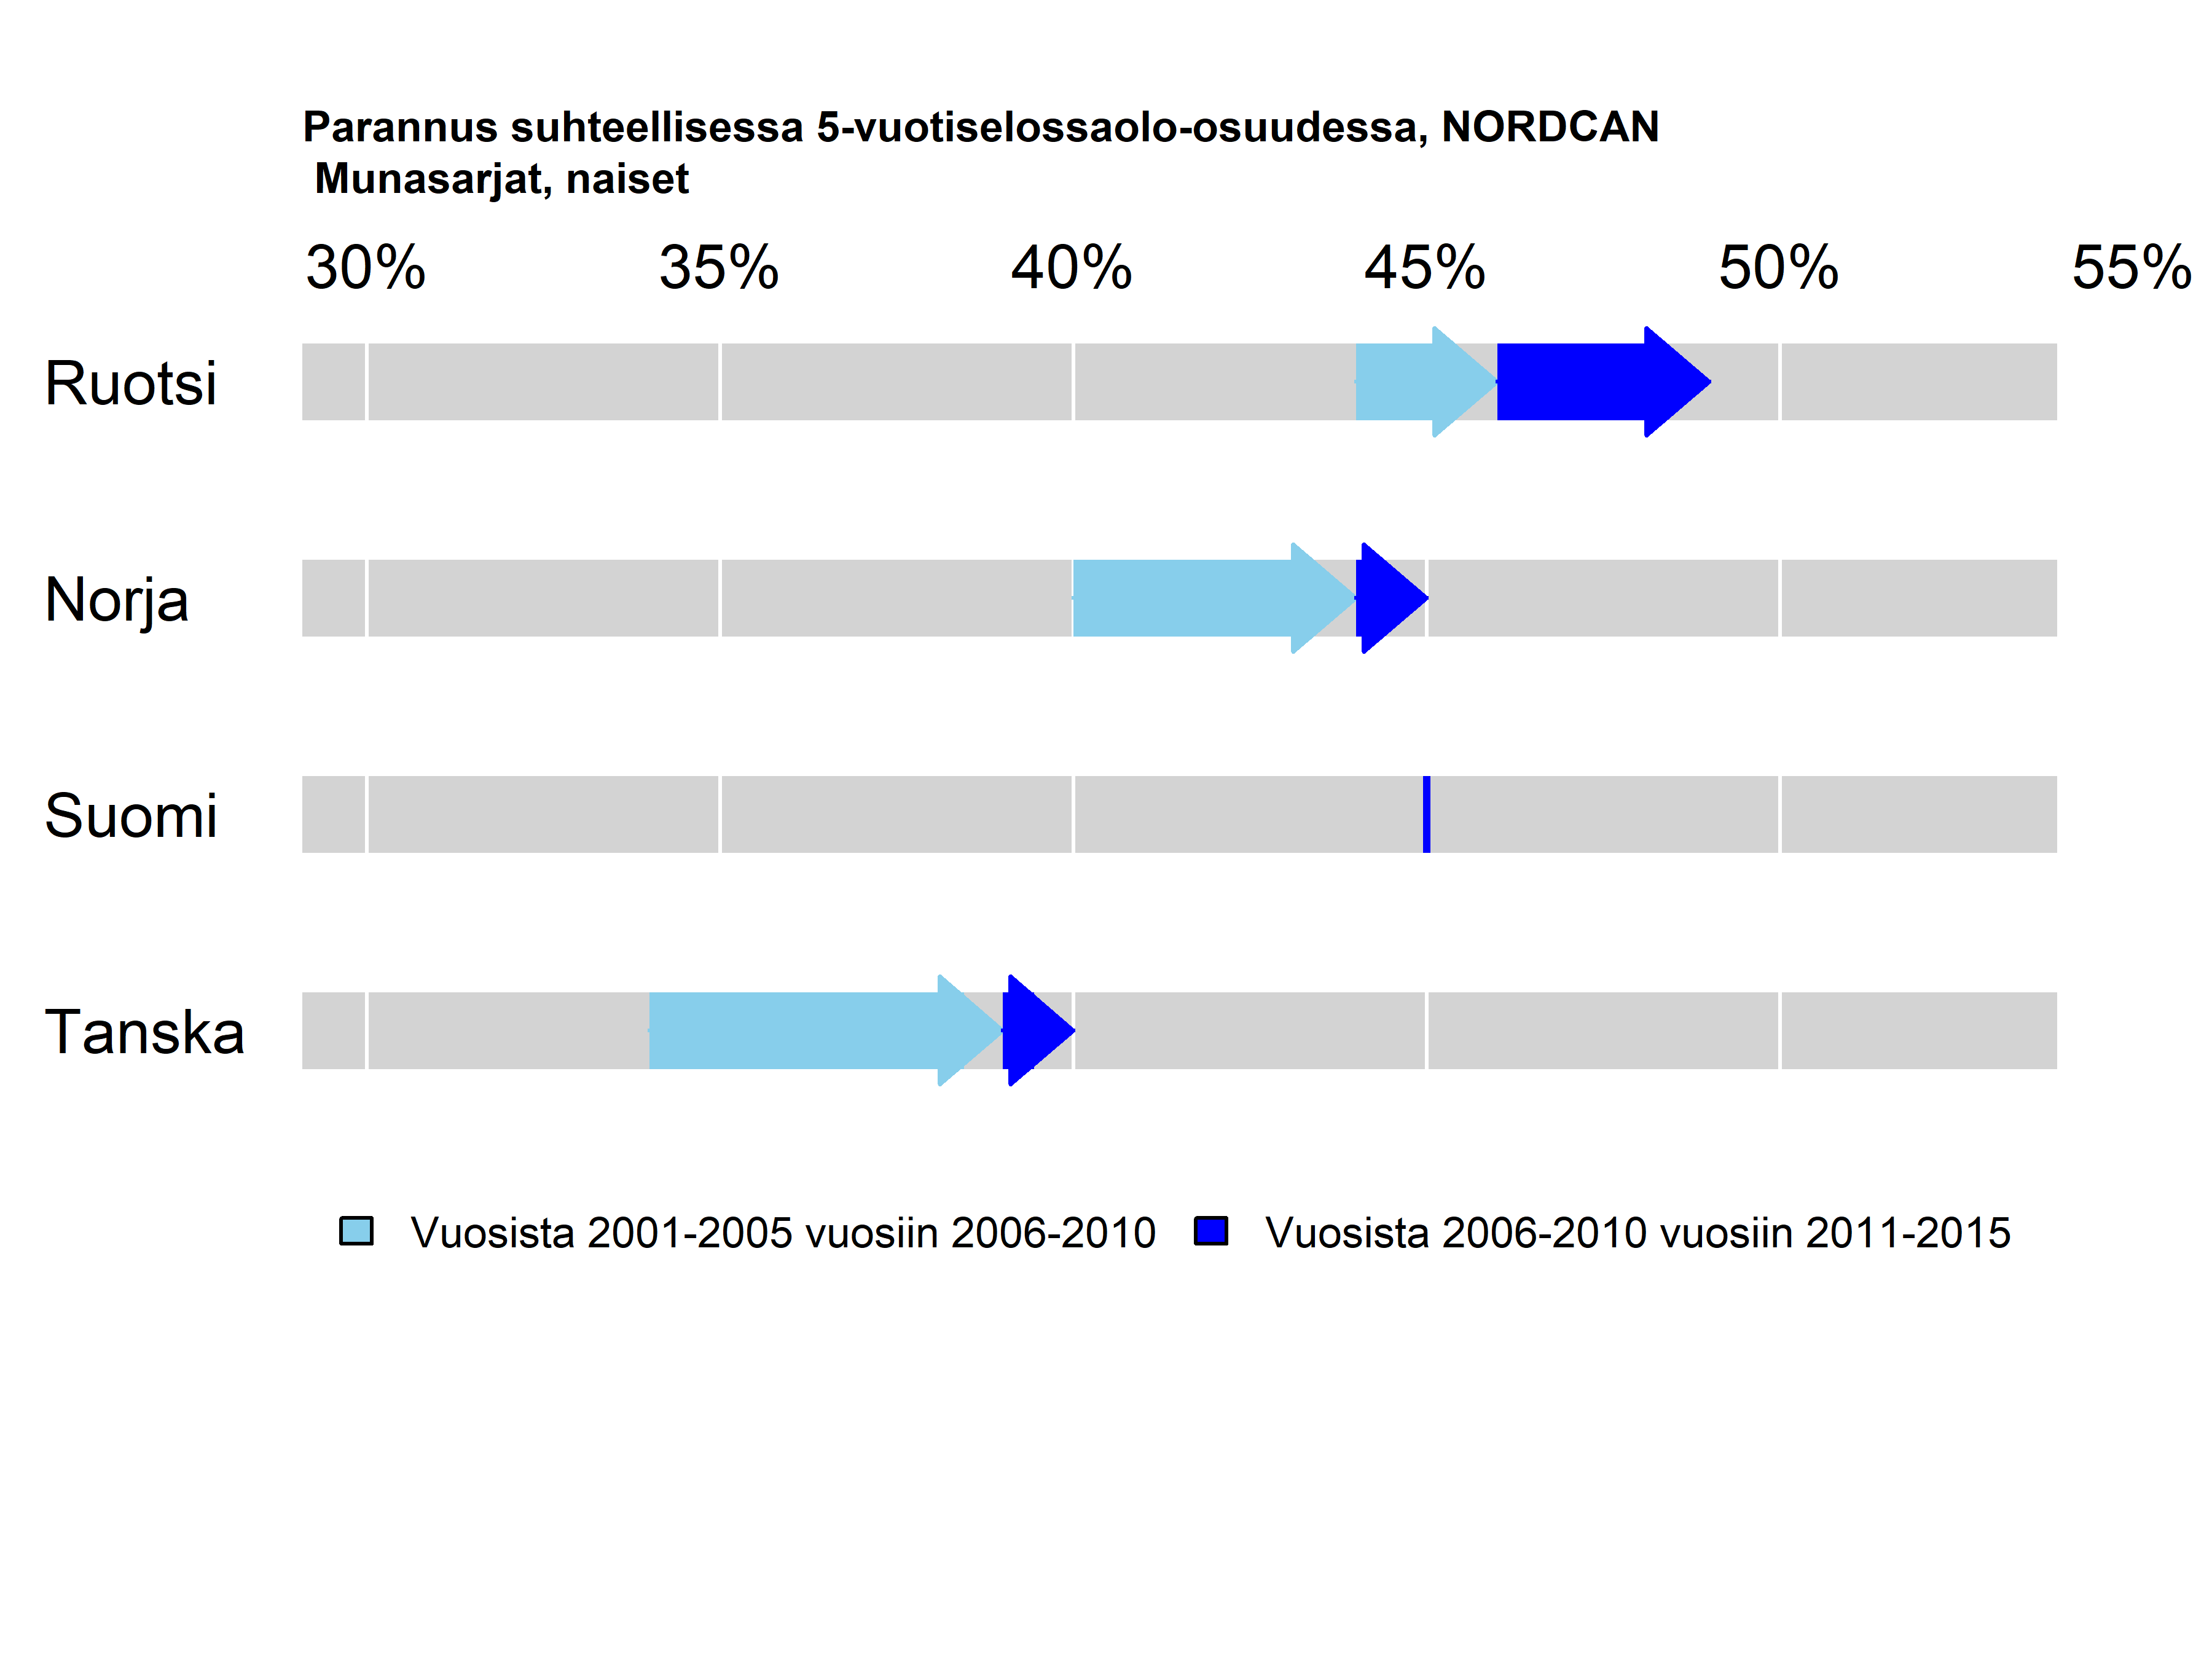 Parannus suhteellisessa 5-vuotiselossaolo-osuudessa, NORDCAN
Munasarjat, naiset
30% 35% 40% 45% 50% 55%
Ruotsi
Norja
Suomi
Tanska
Vuosista 2001-2005 vuosiin 2006-2010 Vuosista 2006-2010 vuosiin 2011-2015